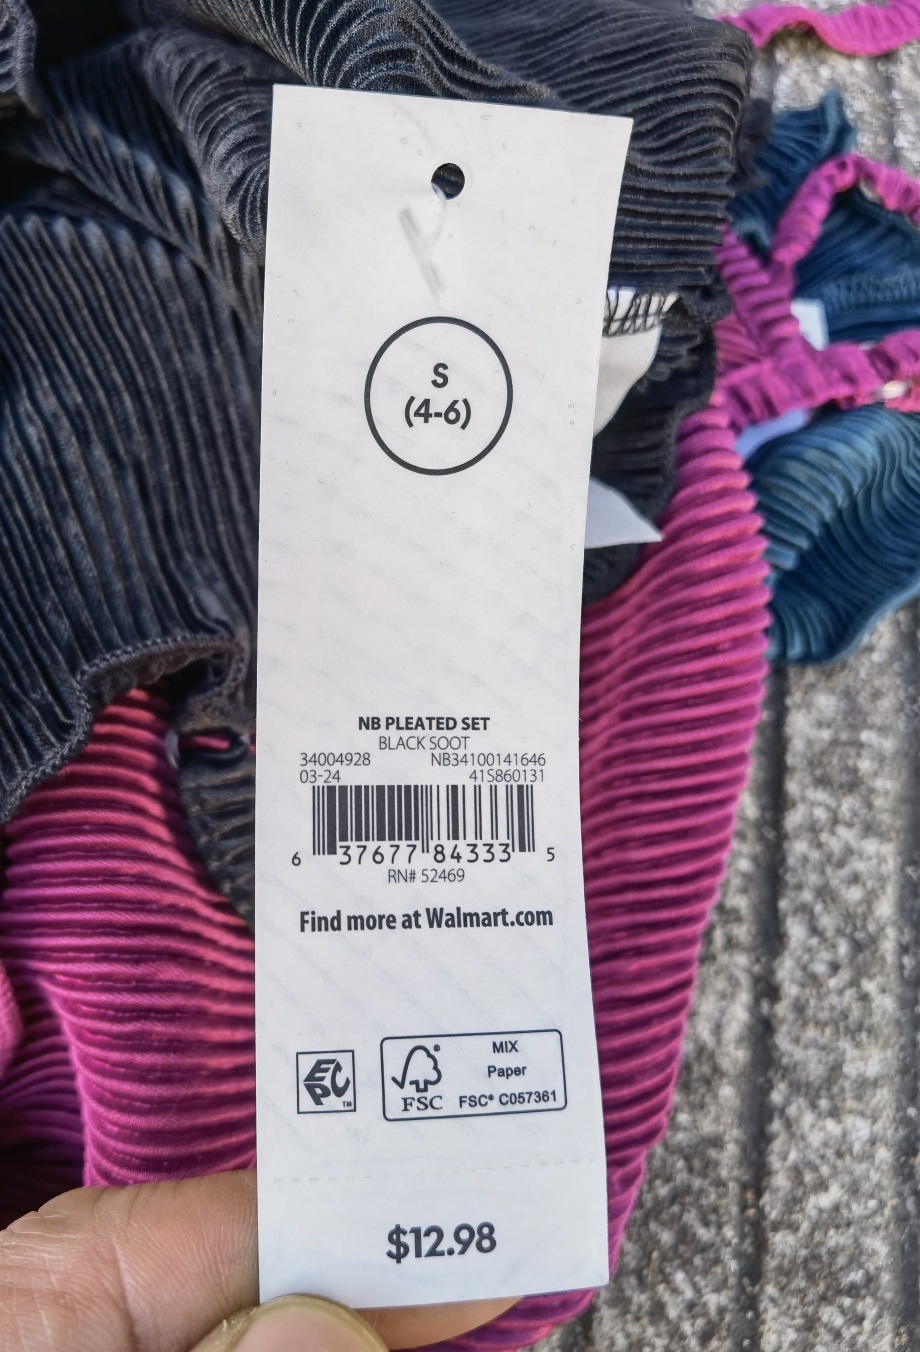 S
(4-6)
NB PLEATED SET
BLACK SOOT
34004928 NB34100141646
03-24 41S860131
6 37677 84333 5
RN# 52469
Find more at Walmart.com
EPC TM
MIX
Paper
FSC FSC® C057361
$12.98